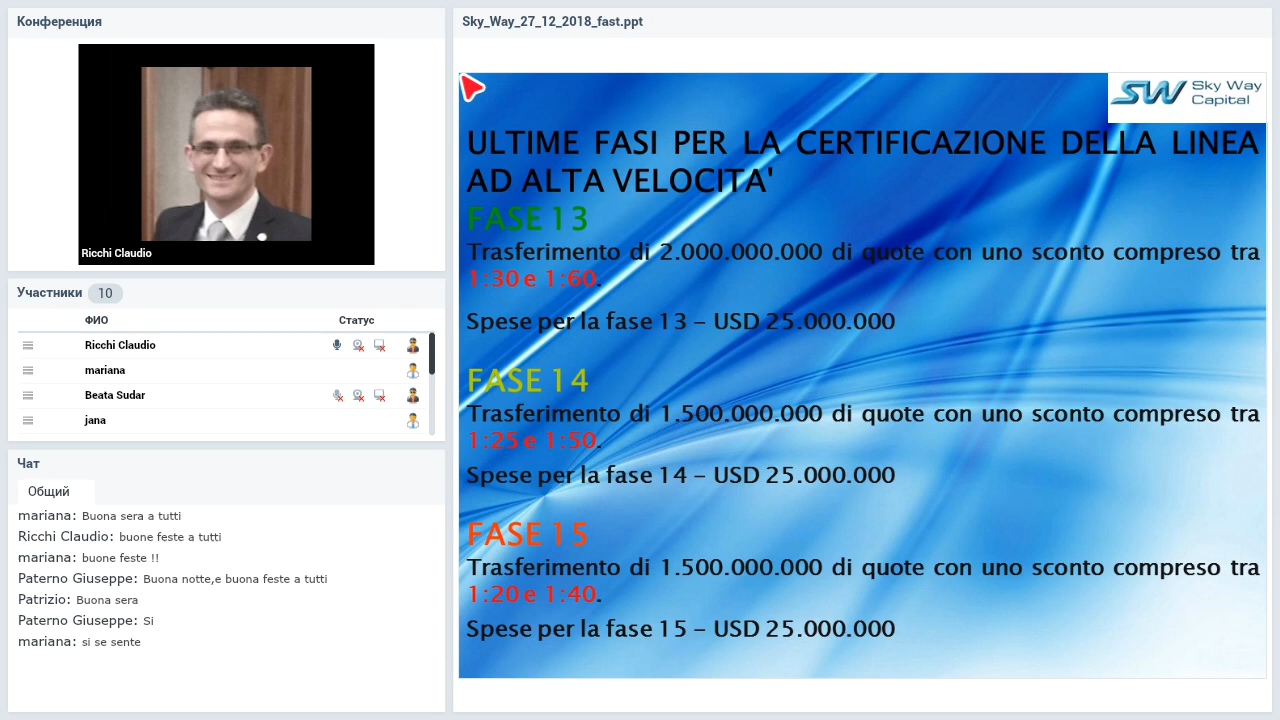 Конференция
Ricchi Claudio
Участники 10
ФИО Статус
Ricchi Claudio
mariana
Beata Sudar
jana
Чат
Общий
mariana: Buona sera a tutti
Ricchi Claudio: buone feste a tutti
mariana: buone feste !!
Paterno Giuseppe: Buona notte,e buona feste a tutti
Patrizio: Buona sera
Paterno Giuseppe: Si
mariana: si se sente
Sky_Way_27_12_2018_fast.ppt
SW Sky Way
Capital
ULTIME FASI PER LA CERTIFICAZIONE DELLA LINEA
AD ALTA VELOCITA'
FASE 13
Trasferimento di 2.000.000.000 di quote con uno sconto compreso tra
1:30 e 1:60.
Spese per la fase 13 – USD 25.000.000
FASE 14
Trasferimento di 1.500.000.000 di quote con uno sconto compreso tra
1:25 e 1:50.
Spese per la fase 14 – USD 25.000.000
FASE 15
Trasferimento di 1.500.000.000 di quote con uno sconto compreso tra
1:20 e 1:40.
Spese per la fase 15 – USD 25.000.000